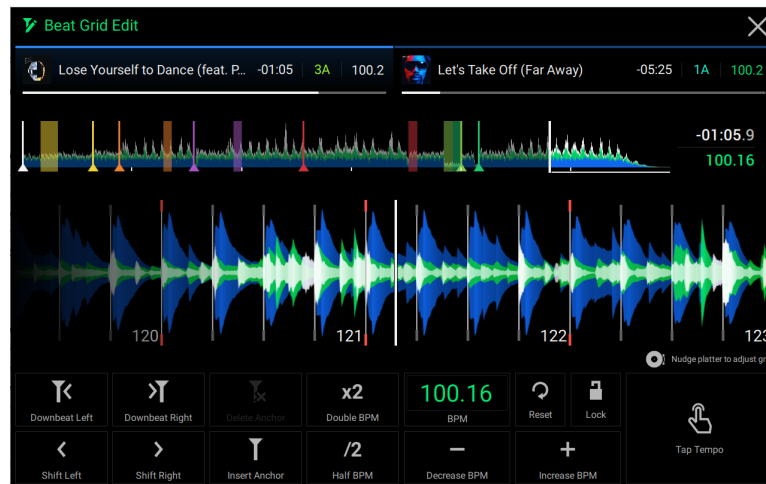 Beat Grid Edit
Lose Yourself to Dance (feat. P... -01:05 3A 100.2
Let's Take Off (Far Away) -05:25 1A 100.2
-01:05.9
100.16
120 121 122 123
Nudge platter to adjust gr
Downbeat Left Downbeat Right Delete Anchor x2 Double BPM 100.16 BPM Reset Lock
Tap Tempo
Shift Left Shift Right Insert Anchor /2 Half BPM Decrease BPM Increase BPM